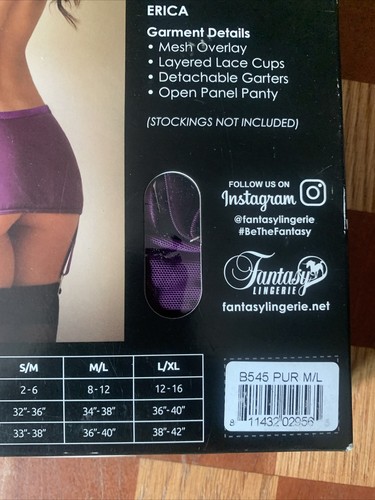 ERICA
Garment Details
• Mesh Overlay
• Layered Lace Cups
• Detachable Garters
• Open Panel Panty
(STOCKINGS NOT INCLUDED)
FOLLOW US ON
Instagram
@fantasylingerie
#BeTheFantasy
Fantasy
LINGERIE
fantasylingerie.net
S/M M/L L/XL
2-6 8-12 12-16
32"-36" 34"-38" 36"-40"
33"-38" 36"-40" 38"-42"
B545 PUR M/L
8 11432 02956